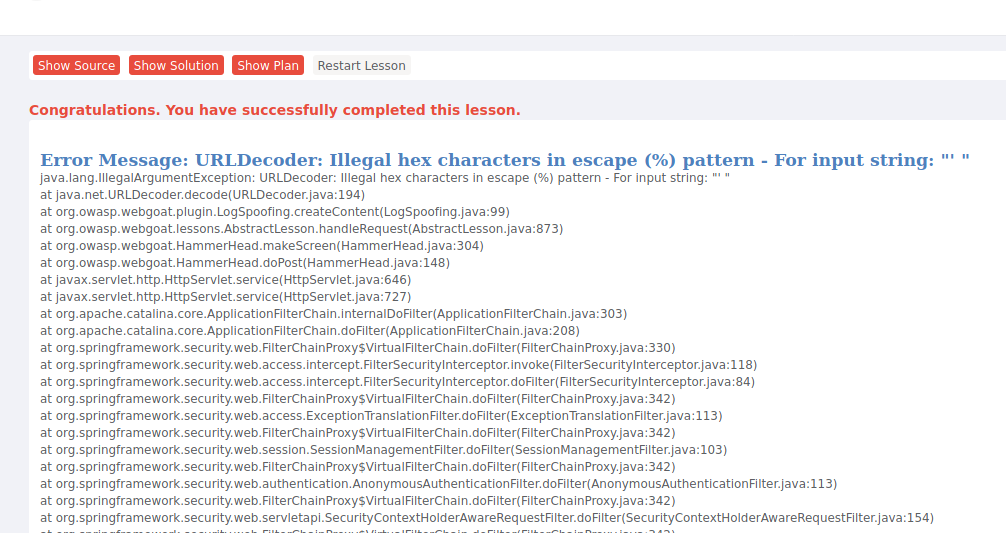 Show Source Show Solution Show Plan Restart Lesson
Congratulations. You have successfully completed this lesson.
Error Message: URLDecoder: Illegal hex characters in escape (%) pattern - For input string: "' "
java.lang.IllegalArgumentException: URLDecoder: Illegal hex characters in escape (%) pattern - For input string: "' "
at java.net.URLDecoder.decode(URLDecoder.java:194)
at org.owasp.webgoat.plugin.LogSpoofing.createContent(LogSpoofing.java:99)
at org.owasp.webgoat.lessons.AbstractLesson.handleRequest(AbstractLesson.java:873)
at org.owasp.webgoat.HammerHead.makeScreen(HammerHead.java:304)
at org.owasp.webgoat.HammerHead.doPost(HammerHead.java:148)
at javax.servlet.http.HttpServlet.service(HttpServlet.java:646)
at javax.servlet.http.HttpServlet.service(HttpServlet.java:727)
at org.apache.catalina.core.ApplicationFilterChain.internalDoFilter(ApplicationFilterChain.java:303)
at org.apache.catalina.core.ApplicationFilterChain.doFilter(ApplicationFilterChain.java:208)
at org.springframework.security.web.FilterChainProxy$VirtualFilterChain.doFilter(FilterChainProxy.java:330)
at org.springframework.security.web.access.intercept.FilterSecurityInterceptor.invoke(FilterSecurityInterceptor.java:118)
at org.springframework.security.web.access.intercept.FilterSecurityInterceptor.doFilter(FilterSecurityInterceptor.java:84)
at org.springframework.security.web.FilterChainProxy$VirtualFilterChain.doFilter(FilterChainProxy.java:342)
at org.springframework.security.web.access.ExceptionTranslationFilter.doFilter(ExceptionTranslationFilter.java:113)
at org.springframework.security.web.FilterChainProxy$VirtualFilterChain.doFilter(FilterChainProxy.java:342)
at org.springframework.security.web.session.SessionManagementFilter.doFilter(SessionManagementFilter.java:103)
at org.springframework.security.web.FilterChainProxy$VirtualFilterChain.doFilter(FilterChainProxy.java:342)
at org.springframework.security.web.authentication.AnonymousAuthenticationFilter.doFilter(AnonymousAuthenticationFilter.java:113)
at org.springframework.security.web.FilterChainProxy$VirtualFilterChain.doFilter(FilterChainProxy.java:342)
at org.springframework.security.web.servletapi.SecurityContextHolderAwareRequestFilter.doFilter(SecurityContextHolderAwareRequestFilter.java:154)